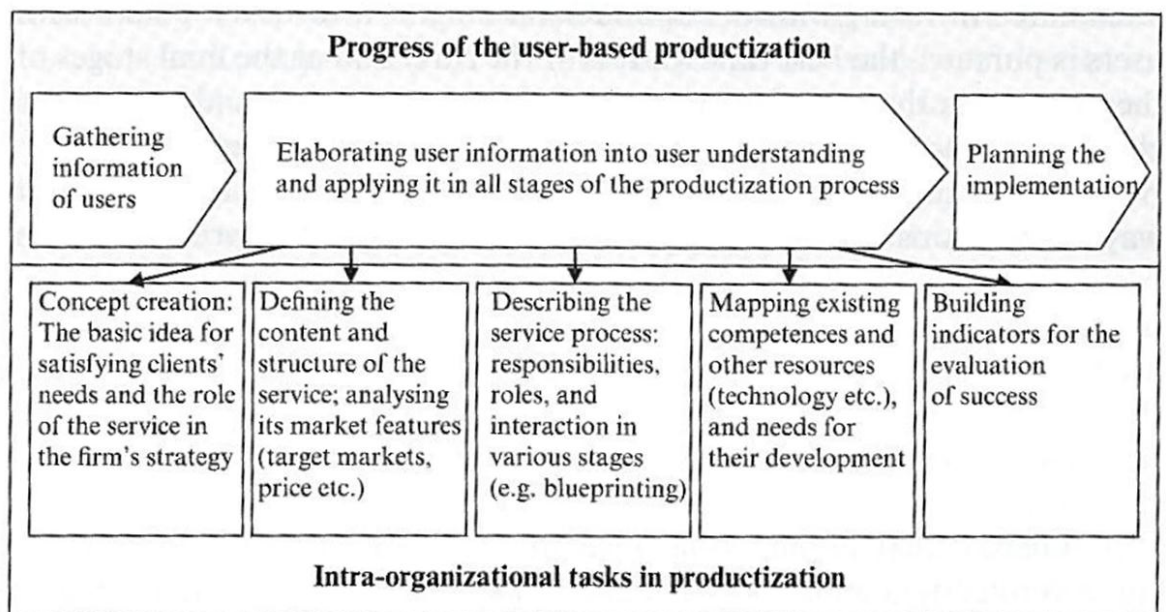 Progress of the user-based productization
Gathering
information
of users
Elaborating user information into user understanding
and applying it in all stages of the productization process
Planning the
implementation
Concept creation:
The basic idea for
satisfying clients'
needs and the role
of the service in
the firm's strategy
Defining the
content and
structure of the
service; analysing
its market features
(target markets,
price etc.)
Describing the
service process:
responsibilities,
roles, and
interaction in
various stages
(e.g. blueprinting)
Mapping existing
competences and
other resources
(technology etc.),
and needs for
their development
Building
indicators for the
evaluation
of success
Intra-organizational tasks in productization